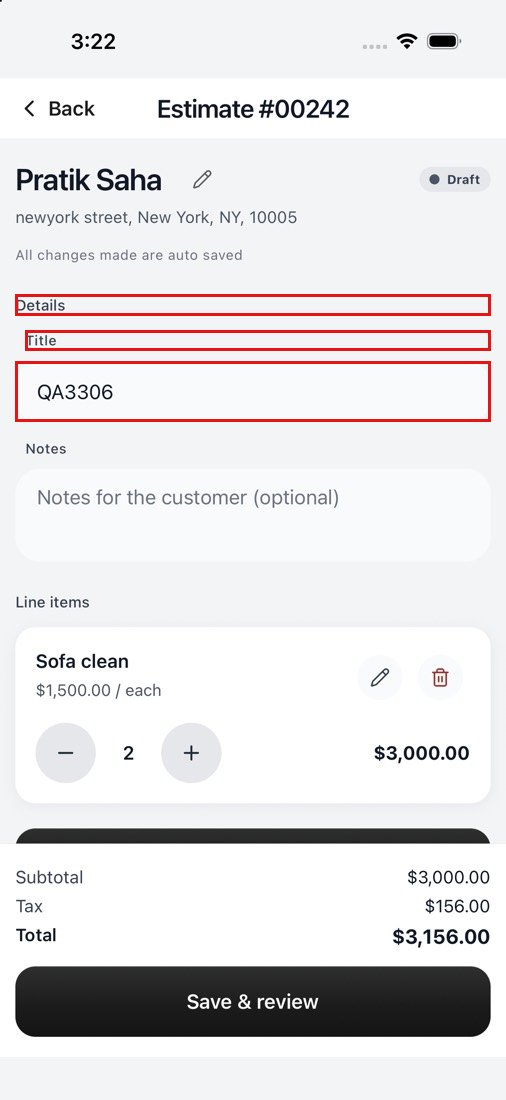 3:22
Back
Estimate #00242
Pratik Saha
Draft
newyork street, New York, NY, 10005
All changes made are auto saved
Details
Title
QA3306
Notes
Notes for the customer (optional)
Line items
Sofa clean
$1,500.00 / each
2
$3,000.00
Subtotal $3,000.00
Tax $156.00
Total $3,156.00
Save & review